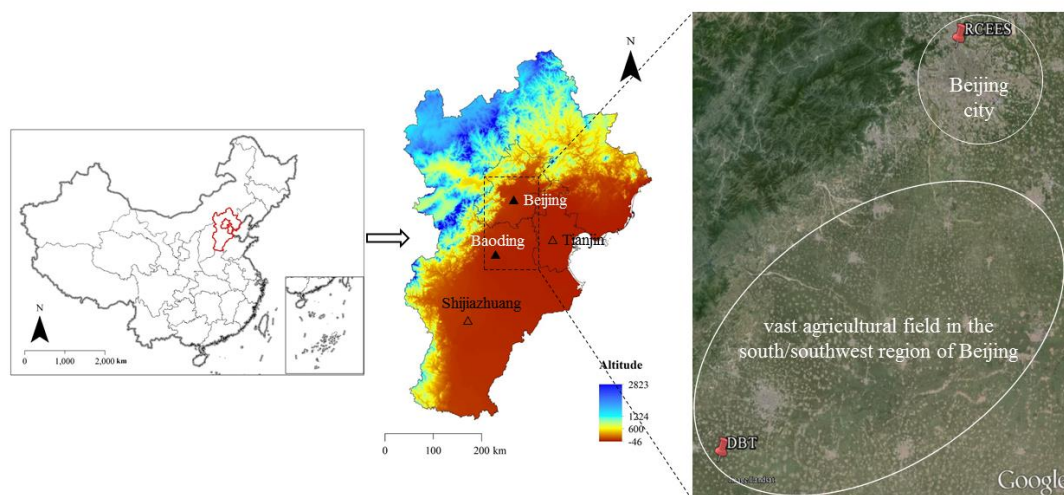 N
0
1,000
2,000
km
N
Beijing
Baoding
Tianjin
Shijiazhuang
Altitude
2823
1324
600
-46
0
100
200
km
RCEES
Beijing
city
vast agricultural field in the
south/southwest region of Beijing
DBT
Google